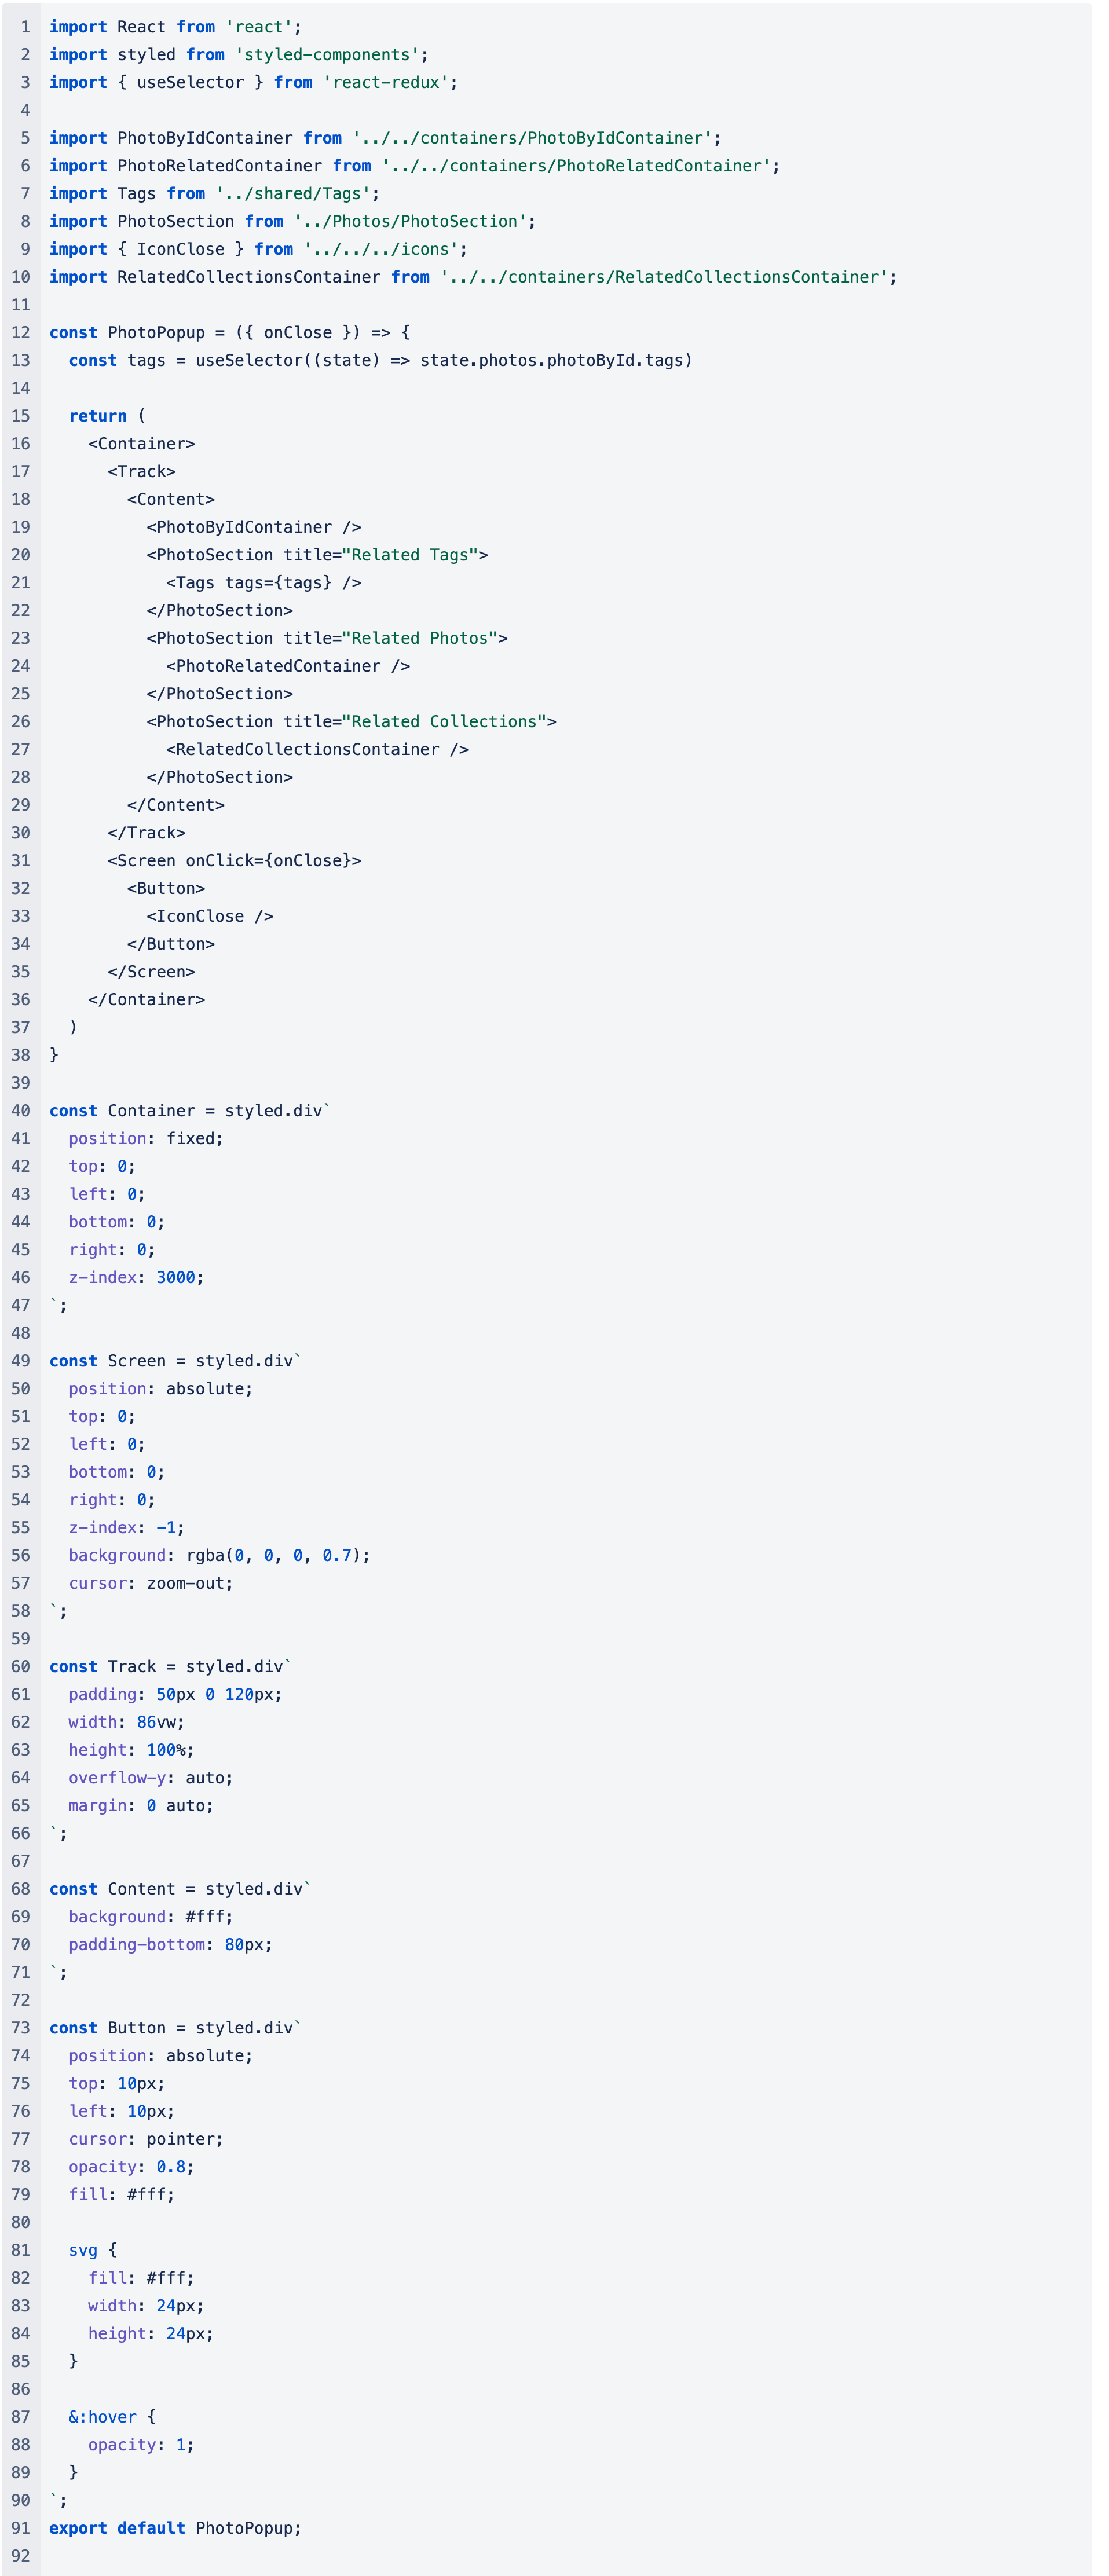 1 import React from 'react';
2 import styled from 'styled-components';
3 import { useSelector } from 'react-redux';
4
5 import PhotoByIdContainer from '../../containers/PhotoByIdContainer';
6 import PhotoRelatedContainer from '../../containers/PhotoRelatedContainer';
7 import Tags from '../shared/Tags';
8 import PhotoSection from '../Photos/PhotoSection';
9 import { IconClose } from '../../../icons';
10 import RelatedCollectionsContainer from '../../containers/RelatedCollectionsContainer';
11
12 const PhotoPopup = ({ onClose }) => {
13   const tags = useSelector((state) => state.photos.photoById.tags)
14
15   return (
16     <Container>
17       <Track>
18         <Content>
19           <PhotoByIdContainer />
20           <PhotoSection title="Related Tags">
21             <Tags tags={tags} />
22           </PhotoSection>
23           <PhotoSection title="Related Photos">
24             <PhotoRelatedContainer />
25           </PhotoSection>
26           <PhotoSection title="Related Collections">
27             <RelatedCollectionsContainer />
28           </PhotoSection>
29         </Content>
30       </Track>
31       <Screen onClick={onClose}>
32         <Button>
33           <IconClose />
34         </Button>
35       </Screen>
36     </Container>
37   )
38 }
39
40 const Container = styled.div`
41   position: fixed;
42   top: 0;
43   left: 0;
44   bottom: 0;
45   right: 0;
46   z-index: 3000;
47 `;
48
49 const Screen = styled.div`
50   position: absolute;
51   top: 0;
52   left: 0;
53   bottom: 0;
54   right: 0;
55   z-index: -1;
56   background: rgba(0, 0, 0, 0.7);
57   cursor: zoom-out;
58 `;
59
60 const Track = styled.div`
61   padding: 50px 0 120px;
62   width: 86vw;
63   height: 100%;
64   overflow-y: auto;
65   margin: 0 auto;
66 `;
67
68 const Content = styled.div`
69   background: #fff;
70   padding-bottom: 80px;
71 `;
72
73 const Button = styled.div`
74   position: absolute;
75   top: 10px;
76   left: 10px;
77   cursor: pointer;
78   opacity: 0.8;
79   fill: #fff;
80
81   svg {
82     fill: #fff;
83     width: 24px;
84     height: 24px;
85   }
86
87   &:hover {
88     opacity: 1;
89   }
90 `;
91 export default PhotoPopup;
92